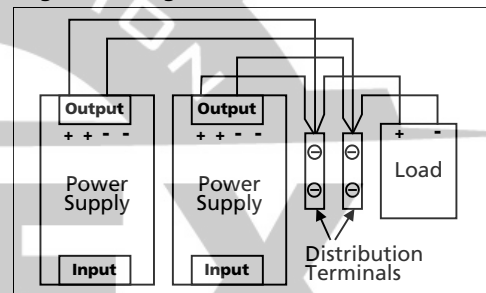 Output
+ + - -
Power
Supply
Input
Output
+ + - -
Power
Supply
Input
+ -
Load
Distribution
Terminals